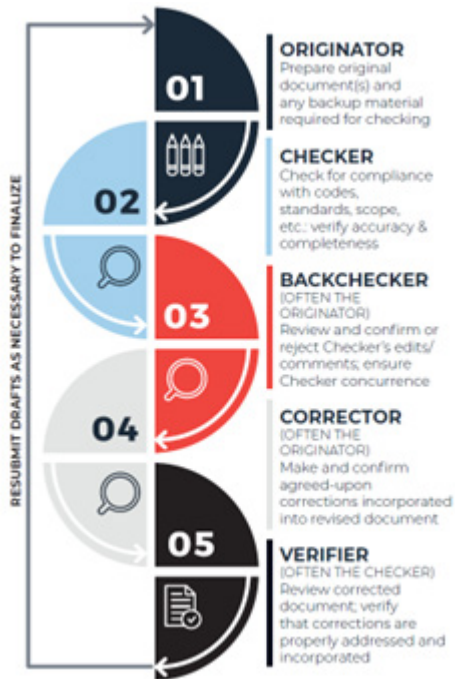 01
ORIGINATOR
Prepare original
document(s) and
any backup material
required for checking
02
CHECKER
Check for compliance
with codes,
standards, scope,
etc.: verify accuracy &
completeness
03
BACKCHECKER
(OFTEN THE
ORIGINATOR)
Review and confirm or
reject Checker's edits/
comments; ensure
Checker concurrence
04
CORRECTOR
(OFTEN THE
ORIGINATOR)
Make and confirm
agreed-upon
corrections incorporated
into revised document
05
VERIFIER
(OFTEN THE CHECKER)
Review corrected
document; verify
that corrections are
properly addressed and
incorporated
RESUBMIT DRAFTS AS NECESSARY TO FINALIZE